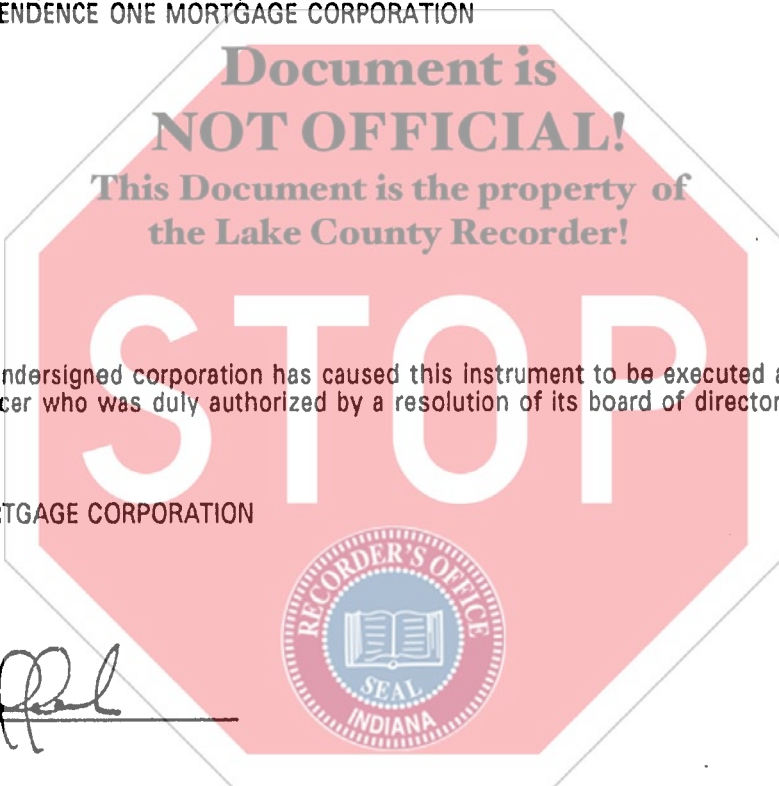 ENDENCE ONE MORTGAGE CORPORATION
Document is
NOT OFFICIAL!
This Document is the property of
the Lake County Recorder!
STOP
ndersigned corporation has caused this instrument to be executed a
cer who was duly authorized by a resolution of its board of director
TGAGE CORPORATION
RECORDER'S OFFICE
SEAL
INDIANA